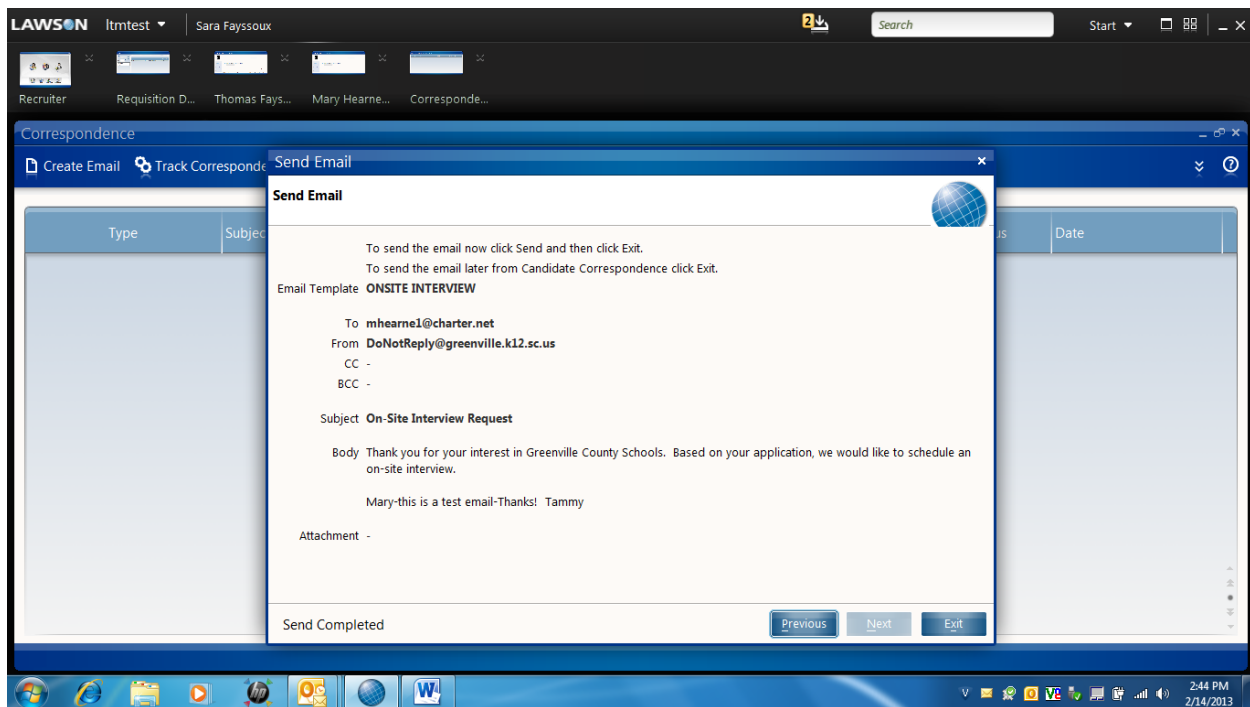 LAWSON ltmtest Sara Fayssoux 2 Search Start
Recruiter Requisition D... Thomas Fays... Mary Hearne... Corresponde...
Correspondence
Create Email Track Corresponde
Send Email
Send Email
Type Subjec us Date
To send the email now click Send and then click Exit.
To send the email later from Candidate Correspondence click Exit.
Email Template ONSITE INTERVIEW
To mhearne1@charter.net
From DoNotReply@greenville.k12.sc.us
CC -
BCC -
Subject On-Site Interview Request
Body Thank you for your interest in Greenville County Schools. Based on your application, we would like to schedule an
on-site interview.
Mary-this is a test email-Thanks! Tammy
Attachment -
Send Completed Previous Next Exit
2:44 PM
2/14/2013